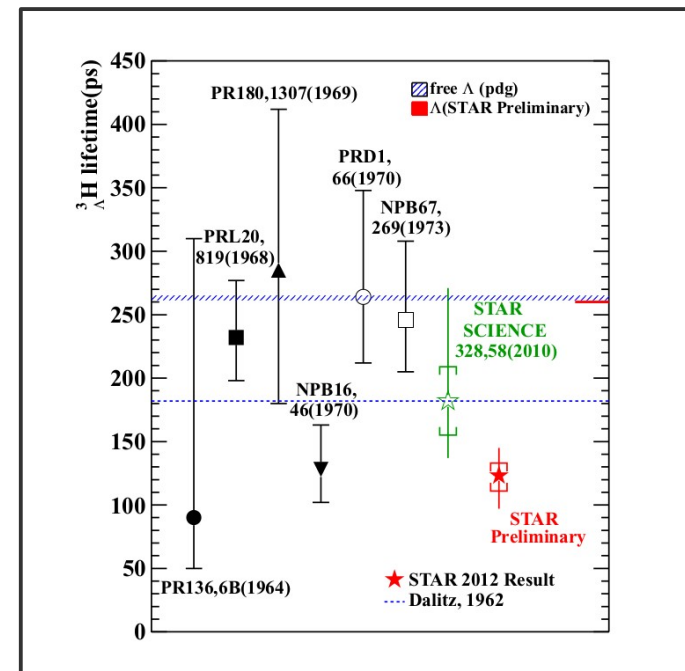 450
400
350
300
250
200
150
100
50
0
³ΛH lifetime(ps)
PR180,1307(1969)
free Λ (pdg)
Λ(STAR Preliminary)
PRD1,
66(1970)
NPB67,
269(1973)
PRL20,
819(1968)
STAR
SCIENCE
328,58(2010)
NPB16,
46(1970)
STAR
Preliminary
PR136,6B(1964)
STAR 2012 Result
Dalitz, 1962